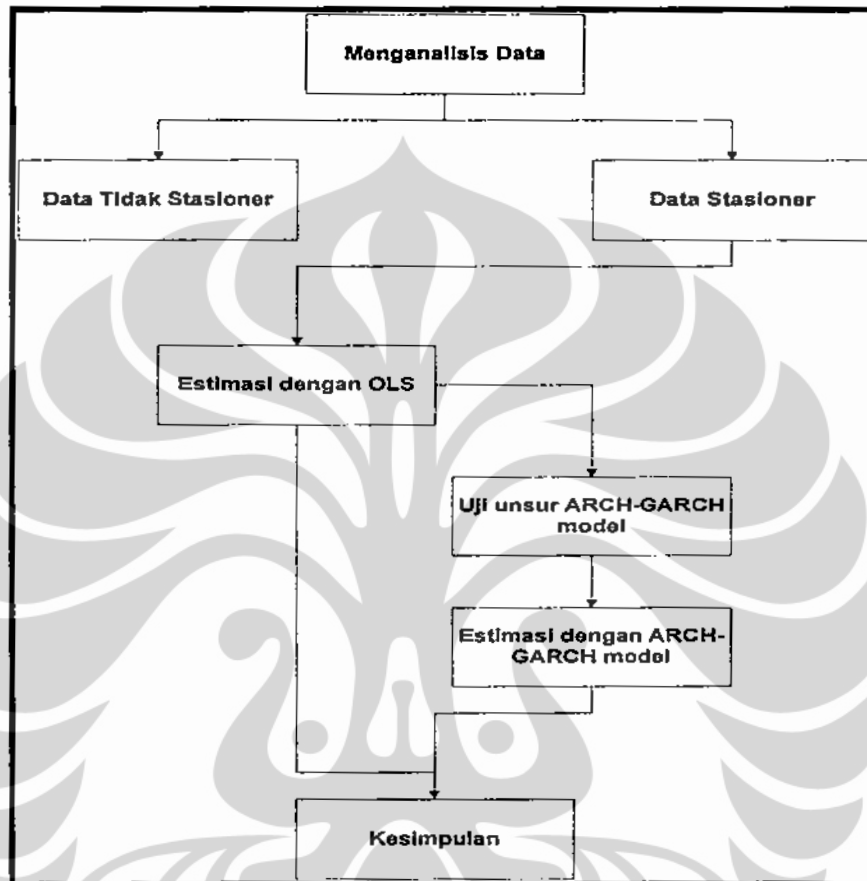 Menganalisis Data
Data Tidak Stasioner
Data Stasioner
Estimasi dengan OLS
Uji unsur ARCH-GARCH
model
Estimasi dengan ARCH-
GARCH model
Kesimpulan